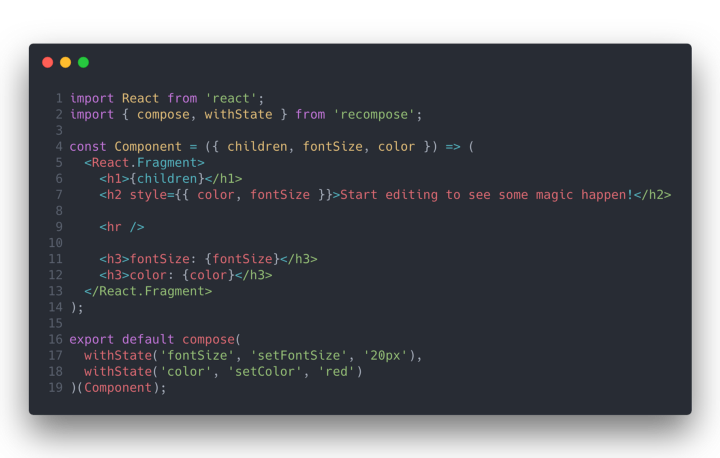 1 import React from 'react';
2 import { compose, withState } from 'recompose';
3
4 const Component = ({ children, fontSize, color }) => (
5   <React.Fragment>
6     <h1>{children}</h1>
7     <h2 style={{ color, fontSize }}>Start editing to see some magic happen!</h2>
8
9     <hr />
10
11     <h3>fontSize: {fontSize}</h3>
12     <h3>color: {color}</h3>
13   </React.Fragment>
14 );
15
16 export default compose(
17   withState('fontSize', 'setFontSize', '20px'),
18   withState('color', 'setColor', 'red')
19 )(Component);